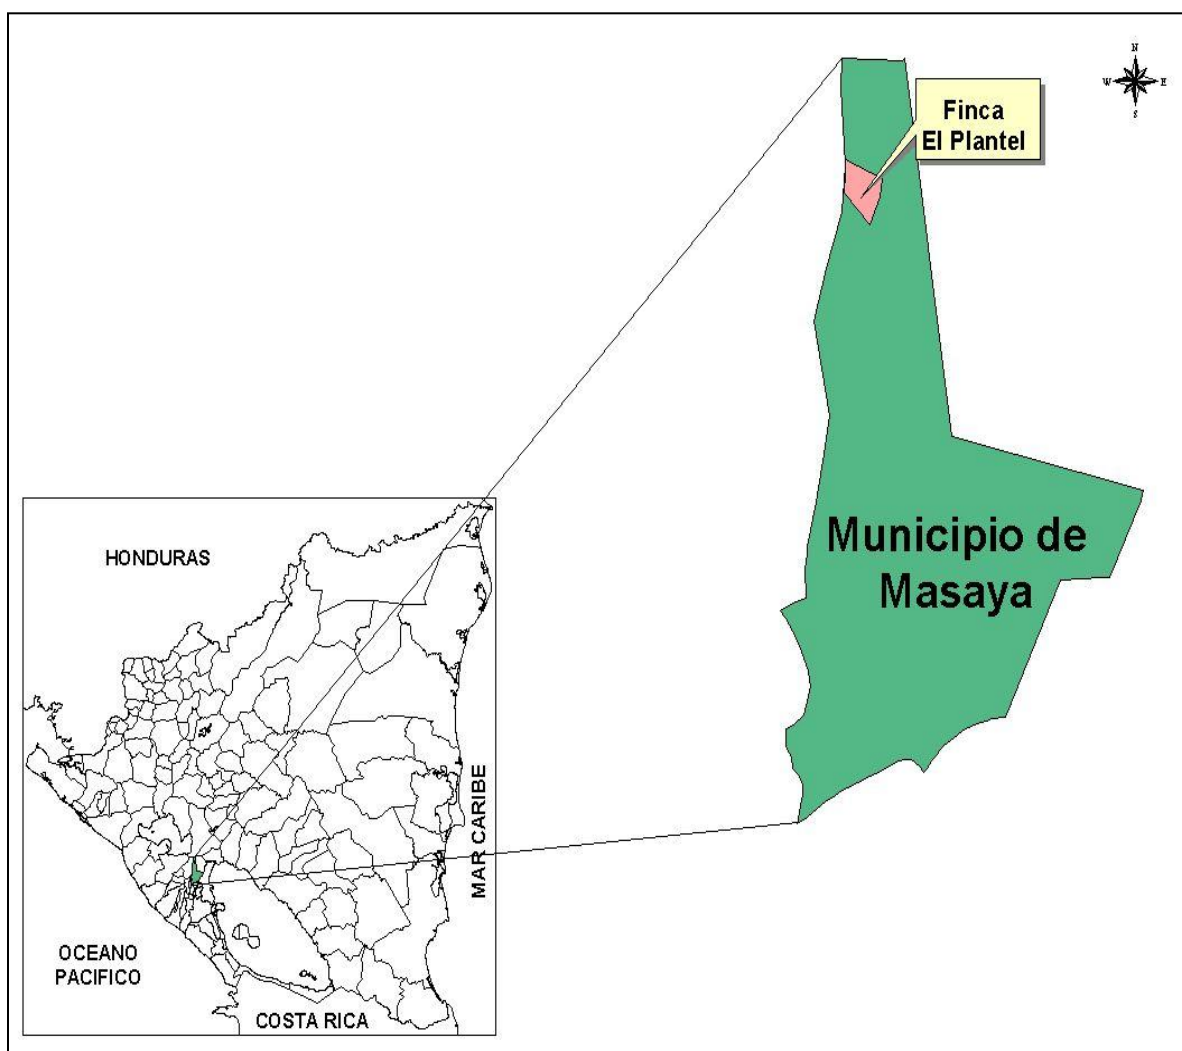 N
W
E
S
Finca
El Plantel
Municipio de
Masaya
HONDURAS
MAR CARIBE
OCEANO
PACIFICO
COSTA RICA